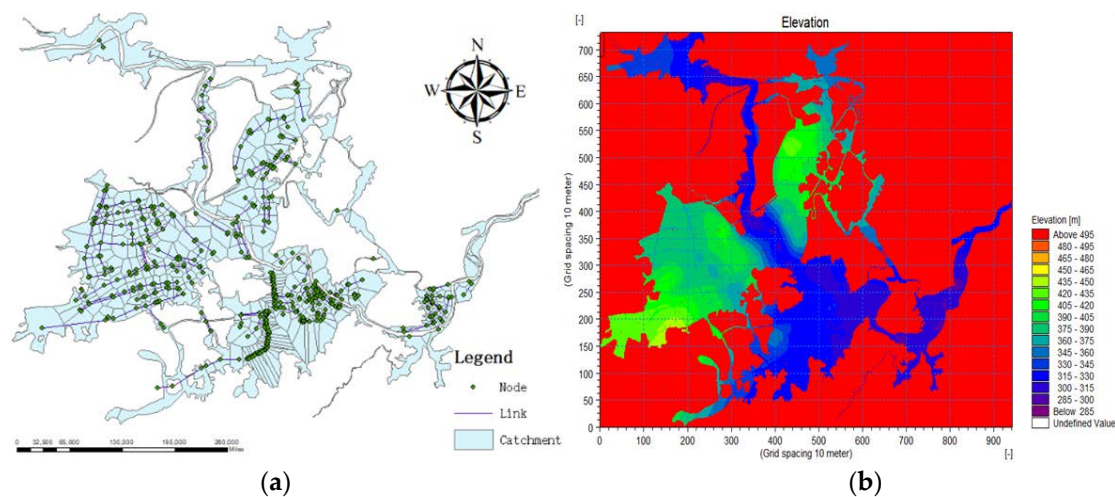 N
W E
S
Legend
Node
Link
Catchment
0 32,500 65,000 130,000 195,000 260,000
Miles
(a)
[-]
Elevation
(Grid spacing 10 meter)
700
650
600
550
500
450
400
350
300
250
200
150
100
50
0
0 100 200 300 400 500 600 700 800 900
(Grid spacing 10 meter)
[-]
Elevation [m]
Above 495
480 - 495
465 - 480
450 - 465
435 - 450
420 - 435
405 - 420
390 - 405
375 - 390
360 - 375
345 - 360
330 - 345
315 - 330
300 - 315
285 - 300
Below 285
Undefined Value
(b)